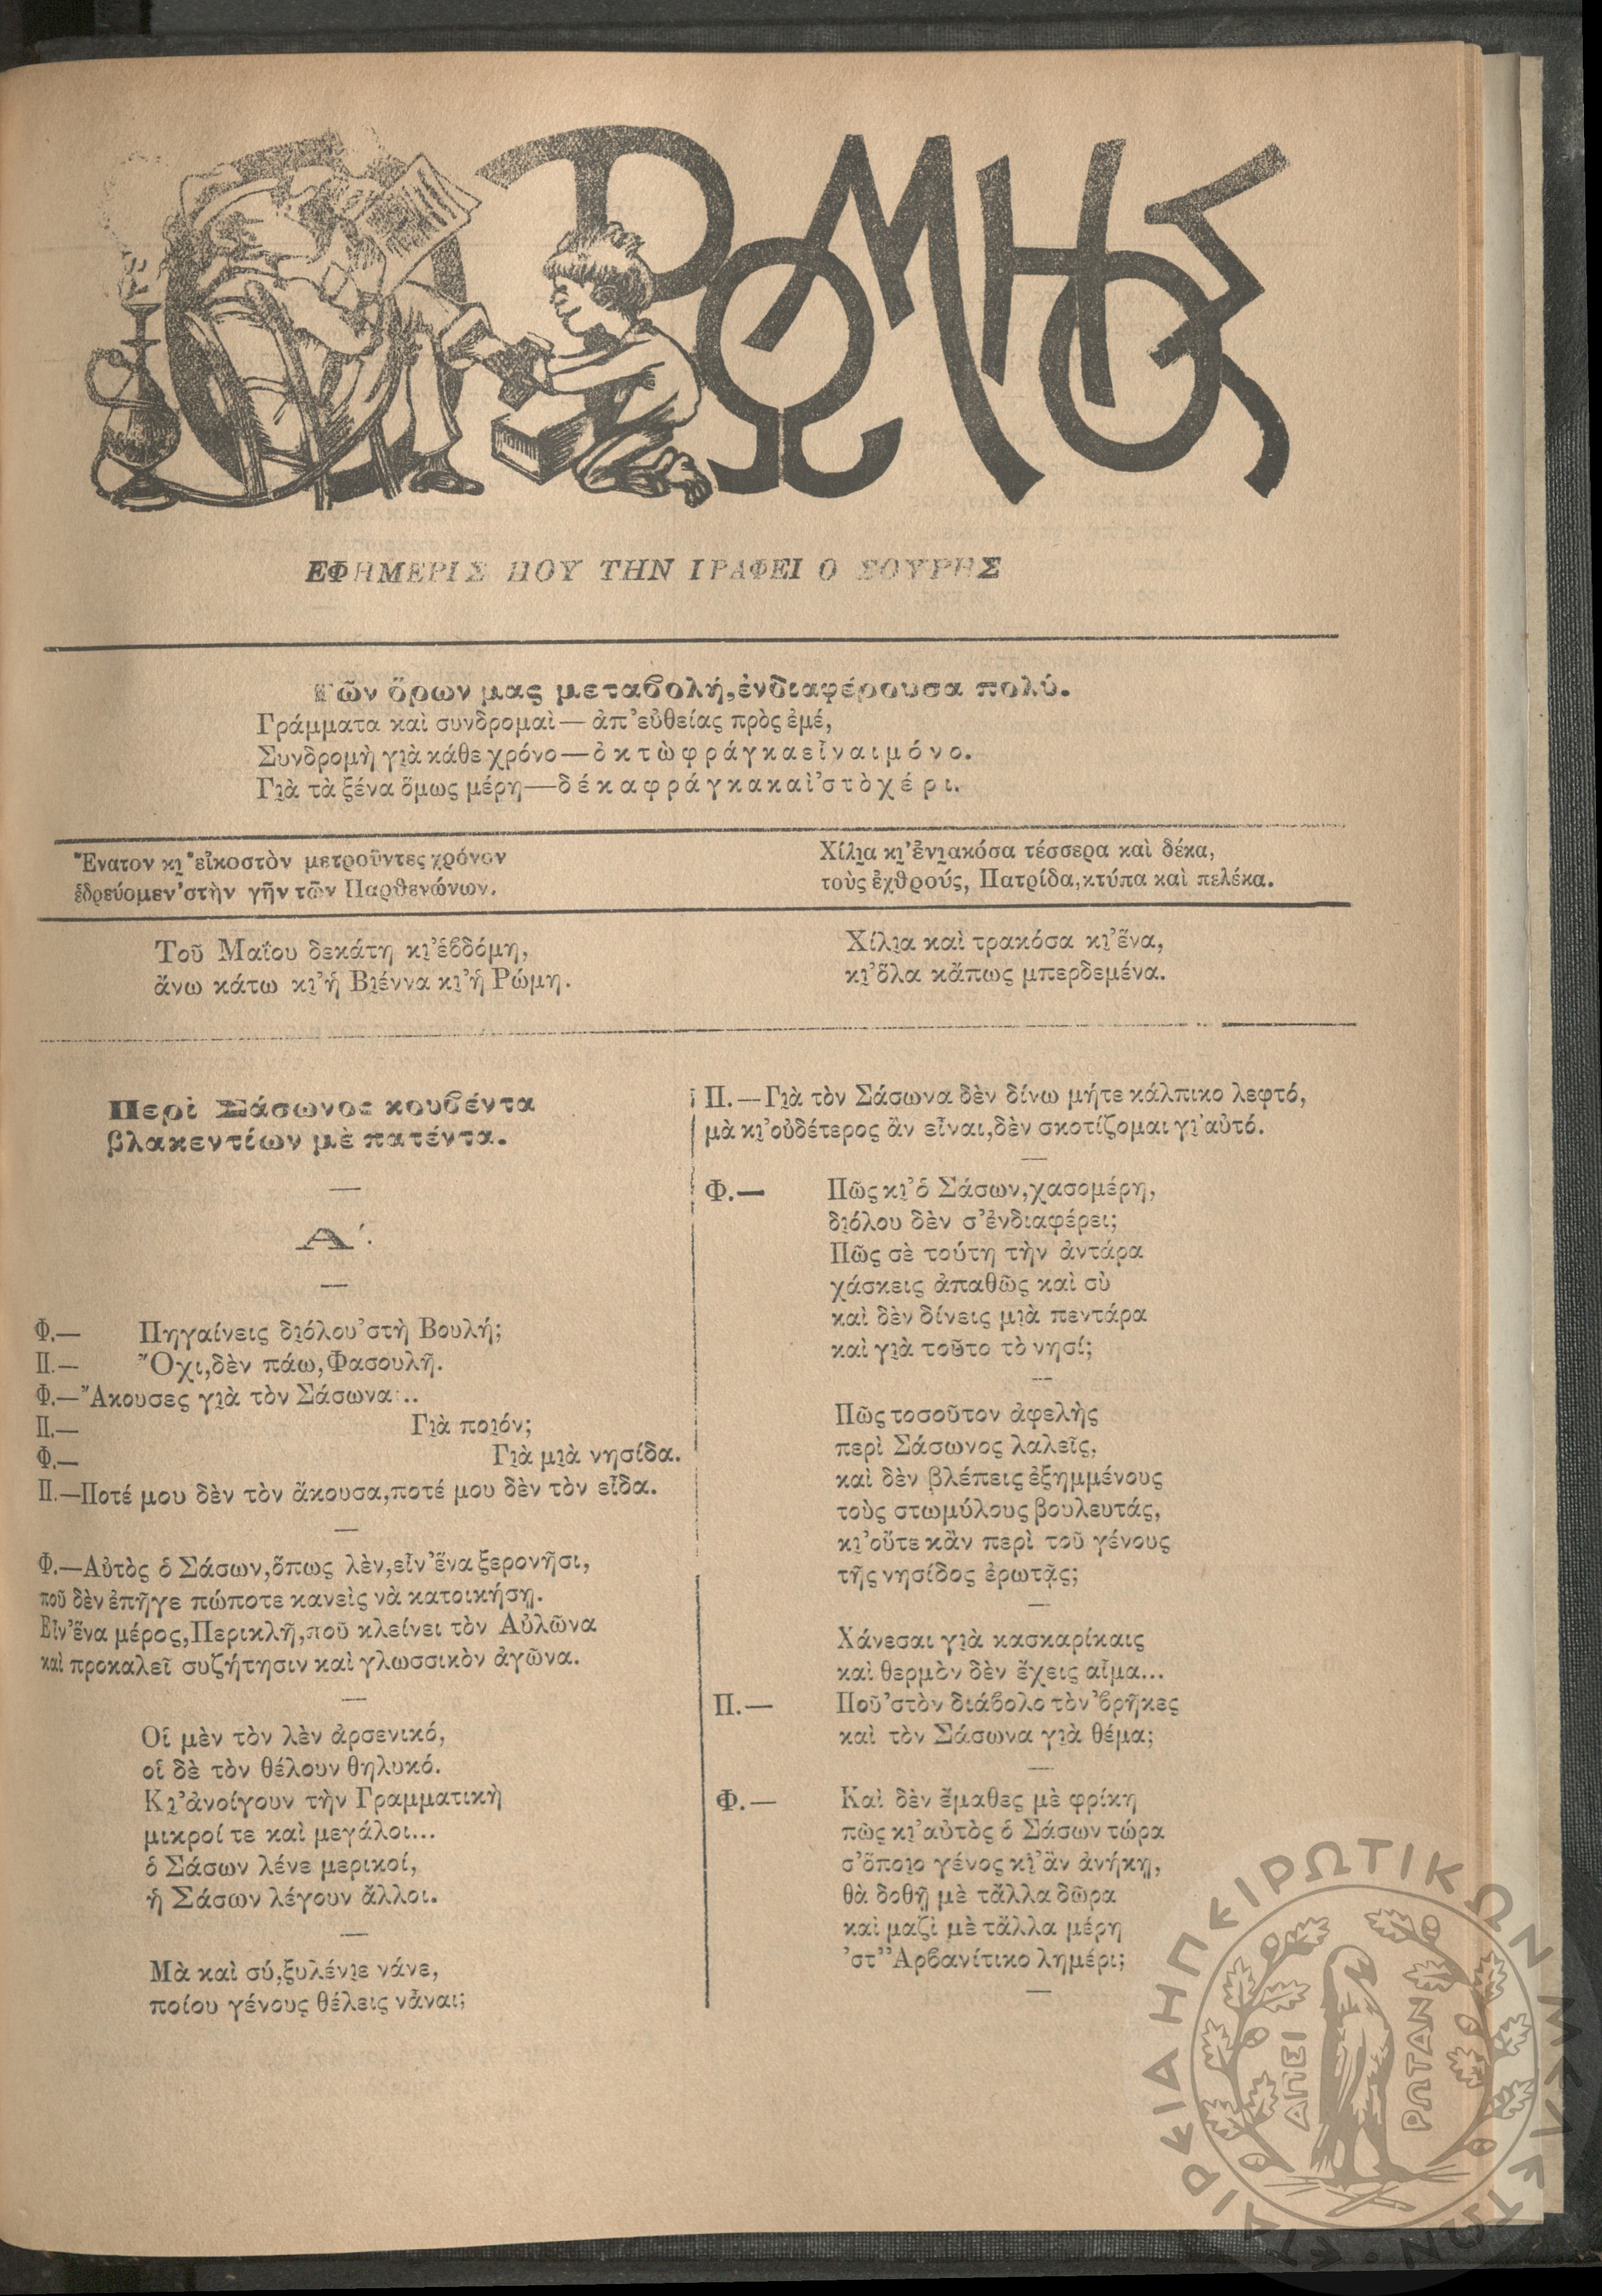 Ο ΡΩΜΗΟΣ
ΕΦΗΜΕΡΙΣ ΠΟΥ ΤΗΝ ΓΡΑΦΕΙ Ο ΣΟΥΡΗΣ
Τῶν ὅρων μας μεταβολή, ἐνδιαφέρουσα πολύ.
Γράμματα καὶ συνδρομαὶ — ἀπ’ εὐθείας πρὸς ἐμέ,
Συνδρομὴ γιὰ κάθε χρόνο — ὀκτὼ φράγκα εἶναι μόνο.
Γιὰ τὰ ξένα ὅμως μέρη — δέκα φράγκα καὶ ’στὸ χέρι.
Ἔνατον κι’ εἰκοστὸν μετροῦντες χρόνον
ἑδρεύομεν ’στὴν γῆν τῶν Παρθενώνων.
Χίλια κι’ ἐνιακόσα τέσσερα καὶ δέκα,
τοὺς ἐχθρούς, Πατρίδα, κτύπα καὶ πελέκα.
Τοῦ Μαΐου δεκάτη κι’ ἑβδόμη,
ἄνω κάτω κι’ ἡ Βιέννα κι’ ἡ Ρώμη.
Χίλια καὶ τρακόσα κι’ ἕνα,
κι’ ὅλα κἄπως μπερδεμένα.
Περὶ Σάσωνος κουβέντα
βλακεντίων μὲ πατέντα.
Α΄.
Φ.— Πηγαίνεις διόλου ’στὴ Βουλή;
Π.— Ὄχι, δὲν πάω, Φασουλῆ.
Φ.— Ἄκουσες γιὰ τὸν Σάσωνα...
Π.— Γιὰ ποιόν;
Φ.— Γιὰ μιὰ νησίδα.
Π.—Ποτέ μου δὲν τὸν ἄκουσα, ποτέ μου δὲν τὸν εἶδα.
Φ.—Αὐτὸς ὁ Σάσων, ὅπως λὲν, εἶν’ ἕνα ξερονῆσι,
ποῦ δὲν ἐπῆγε πώποτε κανεὶς νὰ κατοικήσῃ.
Εἶν’ ἕνα μέρος, Περικλῆ, ποῦ κλείνει τὸν Αὐλῶνα
καὶ προκαλεῖ συζήτησιν καὶ γλωσσικὸν ἀγῶνα.
Οἱ μὲν τὸν λὲν ἀρσενικό,
οἱ δὲ τὸν θέλουν θηλυκό.
Κι’ ἀνοίγουν τὴν Γραμματικὴ
μικροί τε καὶ μεγάλοι...
ὁ Σάσων λένε μερικοί,
ἡ Σάσων λέγουν ἄλλοι.
Μὰ καὶ σύ, ξυλένιε νάνε,
ποίου γένους θέλεις νἆναι;
Π.—Γιὰ τὸν Σάσωνα δὲν δίνω μήτε κάλπικο λεφτό,
μὰ κι’ οὐδέτερος ἂν εἶναι, δὲν σκοτίζομαι γι’ αὐτό.
Φ.— Πῶς κι’ ὁ Σάσων, χασομέρη,
διόλου δὲν σ’ ἐνδιαφέρει;
Πῶς σὲ τούτη τὴν ἀντάρα
χάσκεις ἀπαθῶς καὶ σὺ
καὶ δὲν δίνεις μιὰ πεντάρα
καὶ γιὰ τοῦτο τὸ νησί;
Πῶς τοσοῦτον ἀφελὴς
περὶ Σάσωνος λαλεῖς,
καὶ δὲν βλέπεις ἐξημμένους
τοὺς στωμύλους βουλευτάς,
κι’ οὔτε κἂν περὶ τοῦ γένους
τῆς νησίδος ἐρωτᾷς;
Χάνεσαι γιὰ κασκαρίκαις
καὶ θερμὸν δὲν ἔχεις αἷμα...
Π.— Ποῦ ’στὸν διάβολο τὸν ’βρῆκες
καὶ τὸν Σάσωνα γιὰ θέμα;
Φ.— Καὶ δὲν ἔμαθες μὲ φρίκη
πὼς κι’ αὐτὸς ὁ Σάσων τώρα
σ’ ὅποιο γένος κι’ ἂν ἀνήκῃ,
θὰ δοθῇ μὲ τἄλλα δῶρα
καὶ μαζὶ μὲ τἄλλα μέρη
’στ’ Ἀρβανίτικο λημέρι;
ΕΤΑΙΡΕΙΑ ΗΠΕΙΡΩΤΙΚΩΝ ΜΕΛΕΤΩΝ
ΑΠΕΙ
ΡΩΤΑΝ